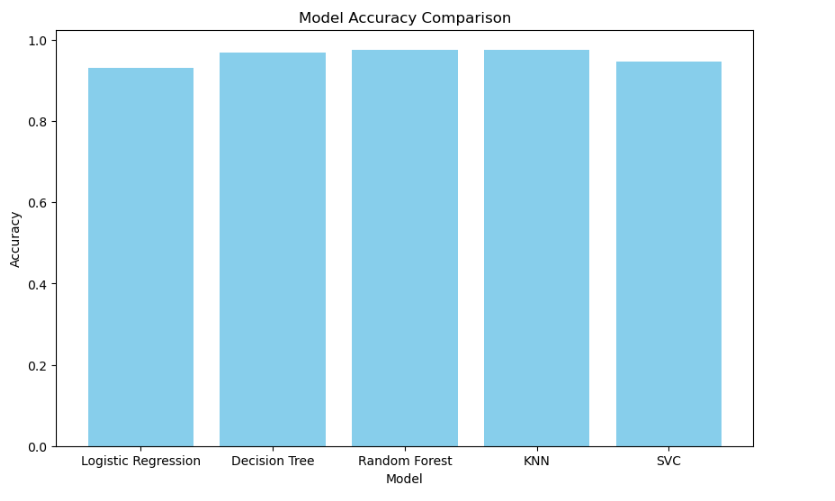 Model Accuracy Comparison
1.0
0.8
0.6
0.4
0.2
0.0
Accuracy
Logistic Regression Decision Tree Random Forest KNN SVC
Model